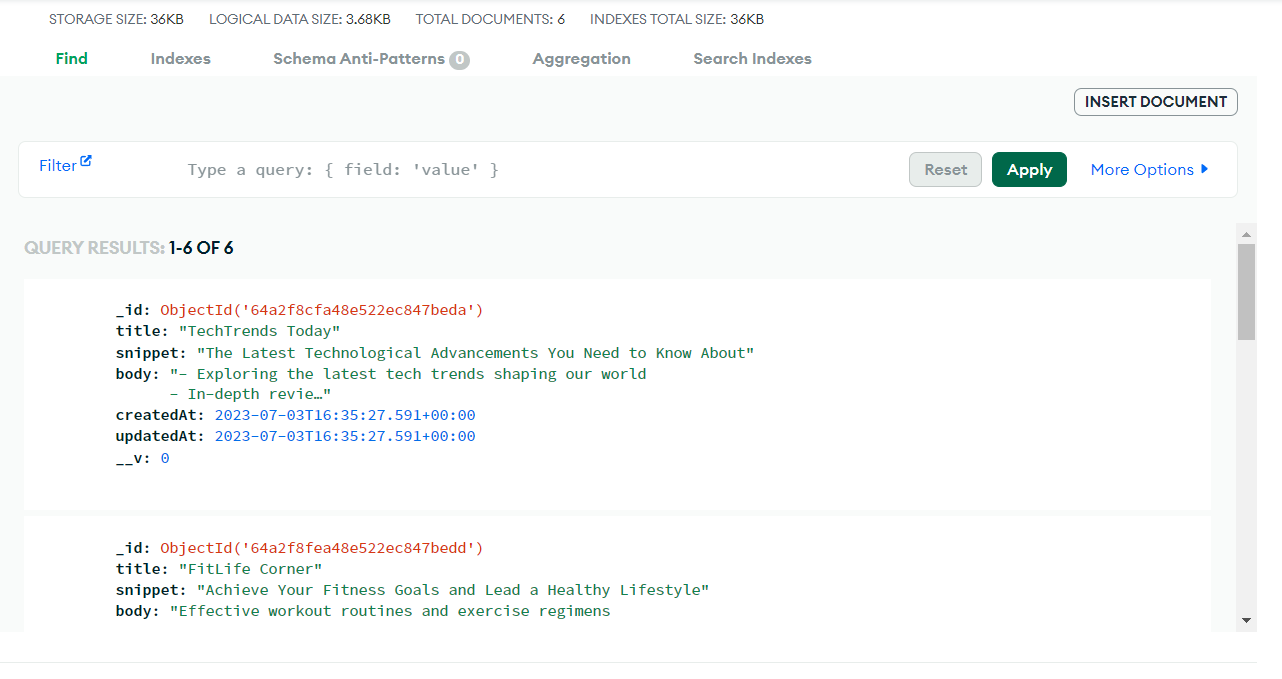 STORAGE SIZE: 36KB LOGICAL DATA SIZE: 3.68KB TOTAL DOCUMENTS: 6 INDEXES TOTAL SIZE: 36KB
Find Indexes Schema Anti-Patterns 0 Aggregation Search Indexes
INSERT DOCUMENT
Filter Type a query: { field: 'value' } Reset Apply More Options
QUERY RESULTS: 1-6 OF 6
_id: ObjectId('64a2f8cfa48e522ec847beda')
title: "TechTrends Today"
snippet: "The Latest Technological Advancements You Need to Know About"
body: "- Exploring the latest tech trends shaping our world
- In-depth revie…"
createdAt: 2023-07-03T16:35:27.591+00:00
updatedAt: 2023-07-03T16:35:27.591+00:00
__v: 0
_id: ObjectId('64a2f8fea48e522ec847bedd')
title: "FitLife Corner"
snippet: "Achieve Your Fitness Goals and Lead a Healthy Lifestyle"
body: "Effective workout routines and exercise regimens